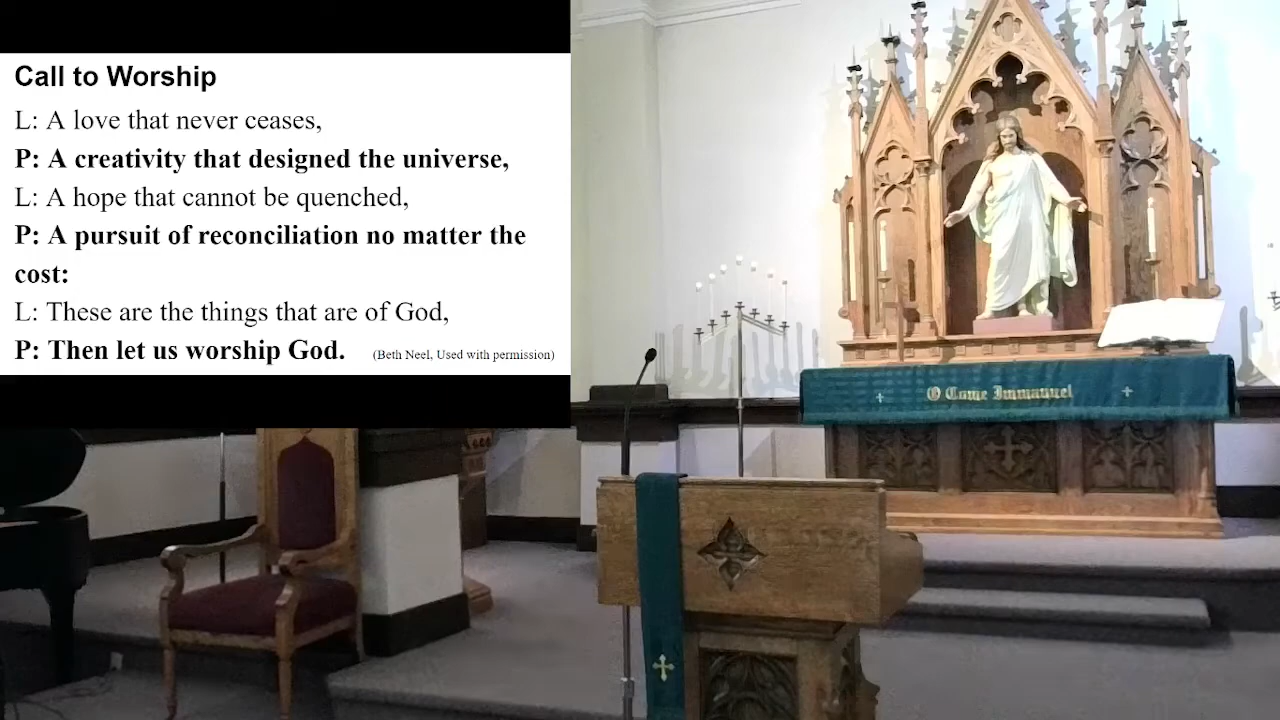 Call to Worship
L: A love that never ceases,
P: A creativity that designed the universe,
L: A hope that cannot be quenched,
P: A pursuit of reconciliation no matter the
cost:
L: These are the things that are of God,
P: Then let us worship God. (Beth Neel, Used with permission)
O Come Immanuel